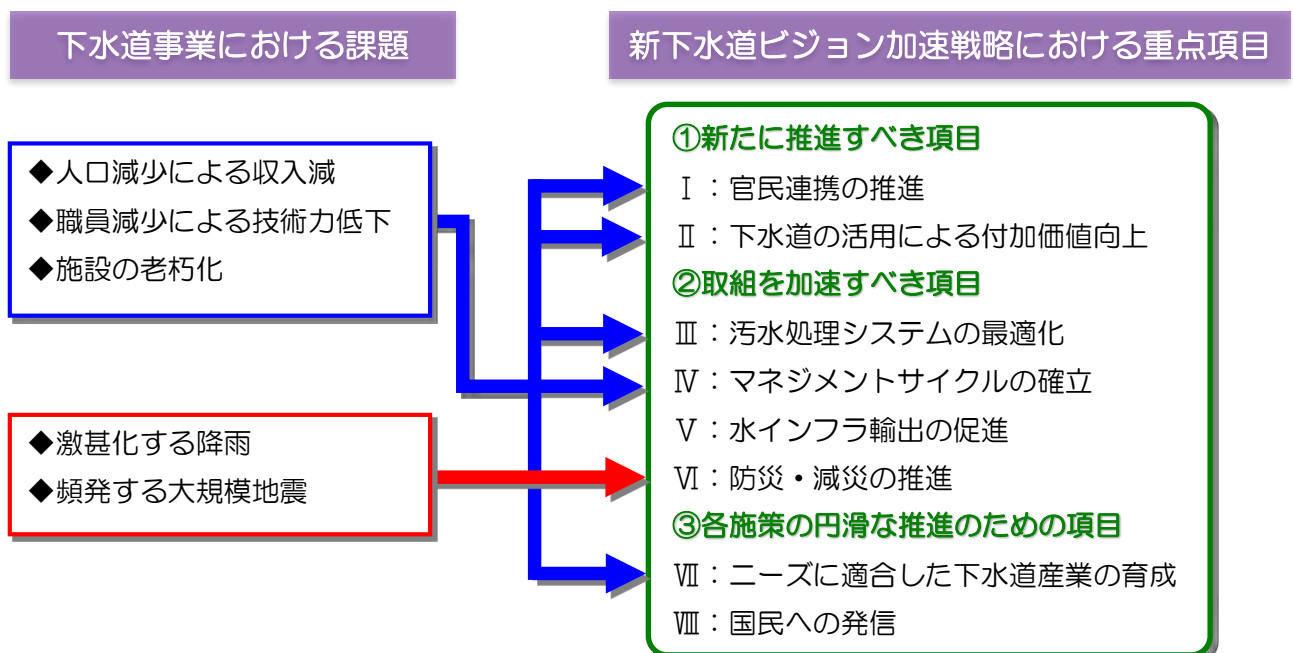 下水道事業における課題
新下水道ビジョン加速戦略における重点項目
◆人口減少による収入減
◆職員減少による技術力低下
◆施設の老朽化
◆激甚化する降雨
◆頻発する大規模地震
①新たに推進すべき項目
Ⅰ：官民連携の推進
Ⅱ：下水道の活用による付加価値向上
②取組を加速すべき項目
Ⅲ：汚水処理システムの最適化
Ⅳ：マネジメントサイクルの確立
Ⅴ：水インフラ輸出の促進
Ⅵ：防災・減災の推進
③各施策の円滑な推進のための項目
Ⅶ：ニーズに適合した下水道産業の育成
Ⅷ：国民への発信